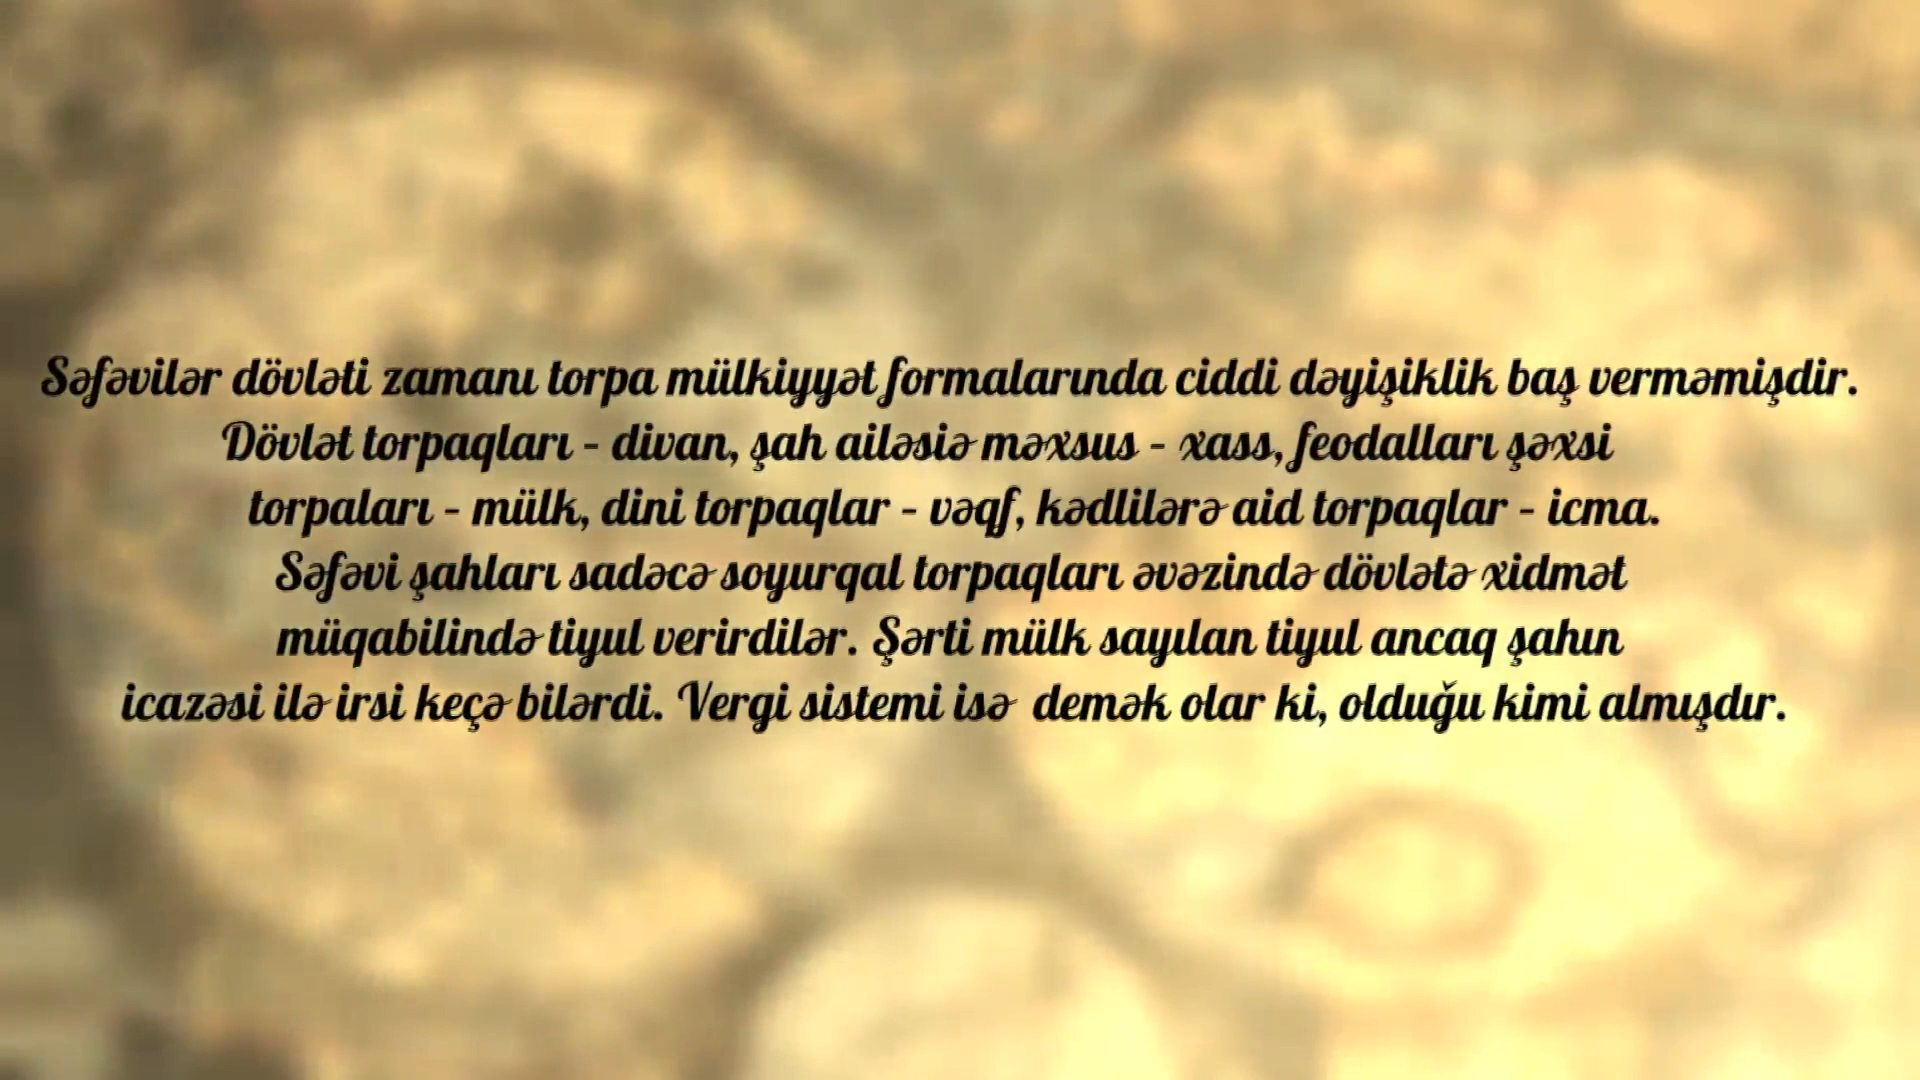 Səfəvilər dövləti zamanı torpa mülkiyyət formalarında ciddi dəyişiklik baş verməmişdir.
Dövlət torpaqları - divan, şah ailəsiə məxsus - xass, feodalları şəxsi
torpaları - mülk, dini torpaqlar - vəqf, kədlilərə aid torpaqlar - icma.
Səfəvi şahları sadəcə soyurqal torpaqları əvəzində dövlətə xidmət
müqabilində tiyul verirdilər. Şərti mülk sayılan tiyul ancaq şahın
icazəsi ilə irsi keçə bilərdi. Vergi sistemi isə demək olar ki, olduğu kimi almışdır.